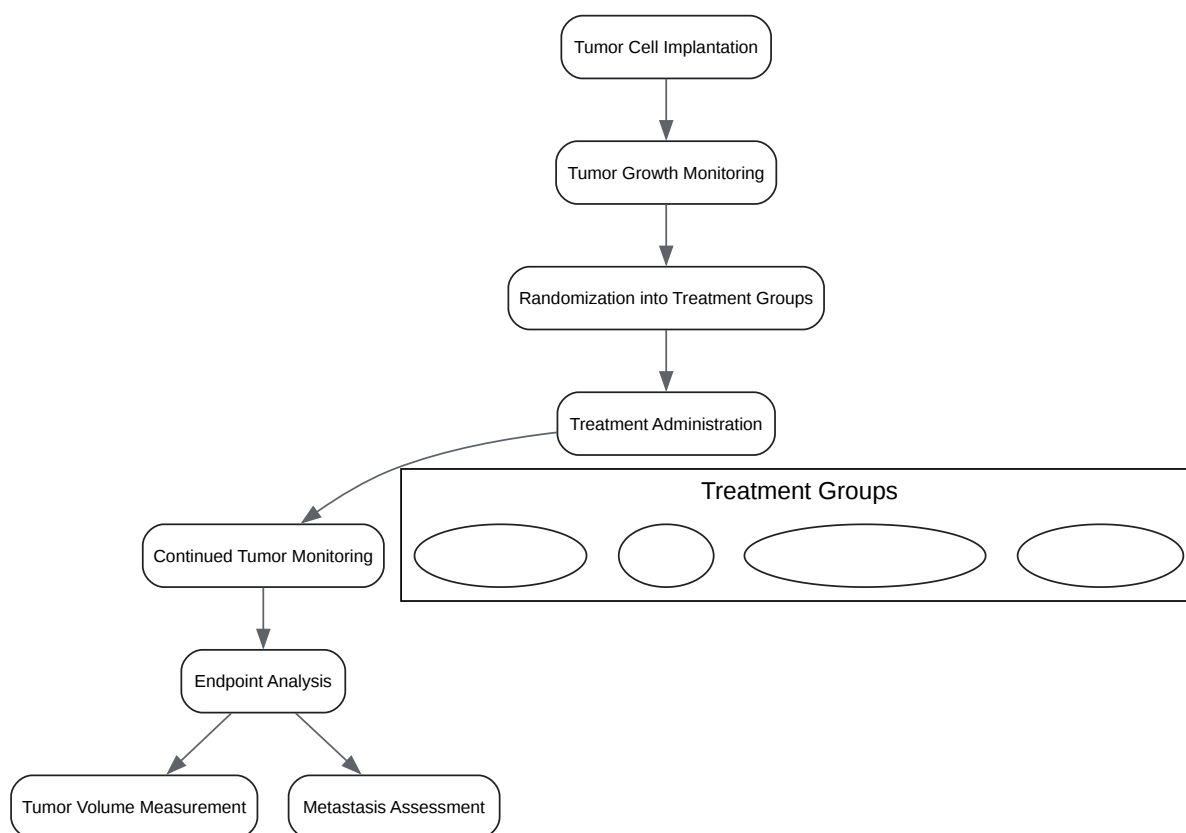 Tumor Cell Implantation
Tumor Growth Monitoring
Randomization into Treatment Groups
Treatment Administration
Treatment Groups
Continued Tumor Monitoring
Endpoint Analysis
Tumor Volume Measurement
Metastasis Assessment